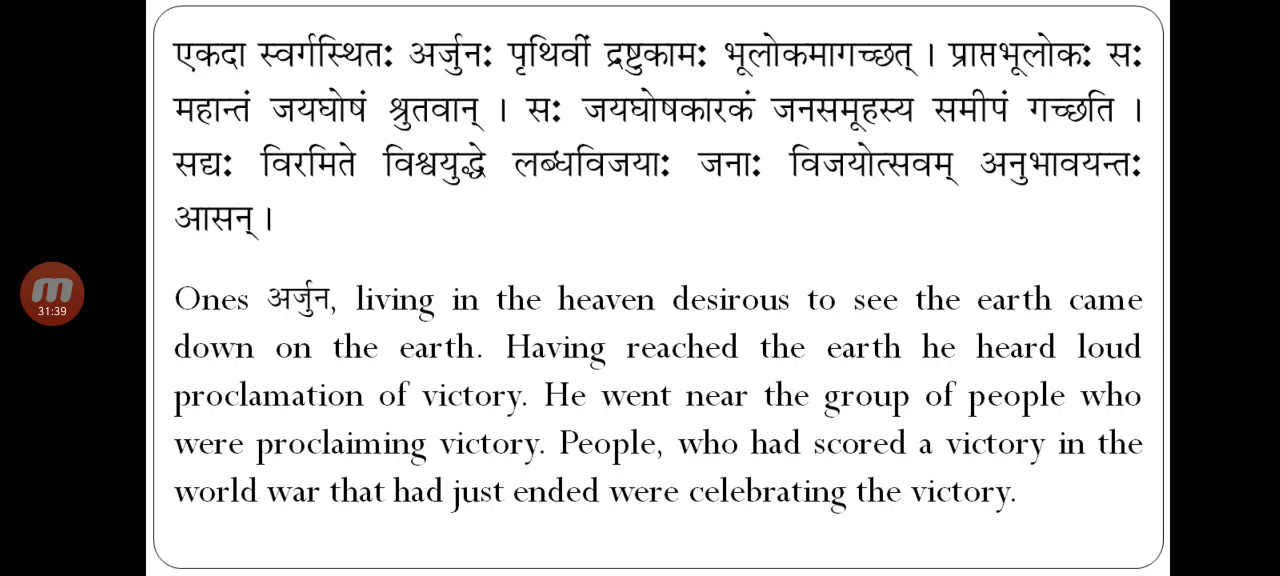 एकदा स्वर्गस्थितः अर्जुनः पृथिवीं द्रष्टुकामः भूलोकमागच्छत् । प्राप्तभूलोकः सः
महान्तं जयघोषं श्रुतवान् । सः जयघोषकारकं जनसमूहस्य समीपं गच्छति ।
सद्यः विरमिते विश्वयुद्धे लब्धविजयाः जनाः विजयोत्सवम् अनुभावयन्तः
आसन् ।
Ones अर्जुन, living in the heaven desirous to see the earth came
down on the earth. Having reached the earth he heard loud
proclamation of victory. He went near the group of people who
were proclaiming victory. People, who had scored a victory in the
world war that had just ended were celebrating the victory.
31:39